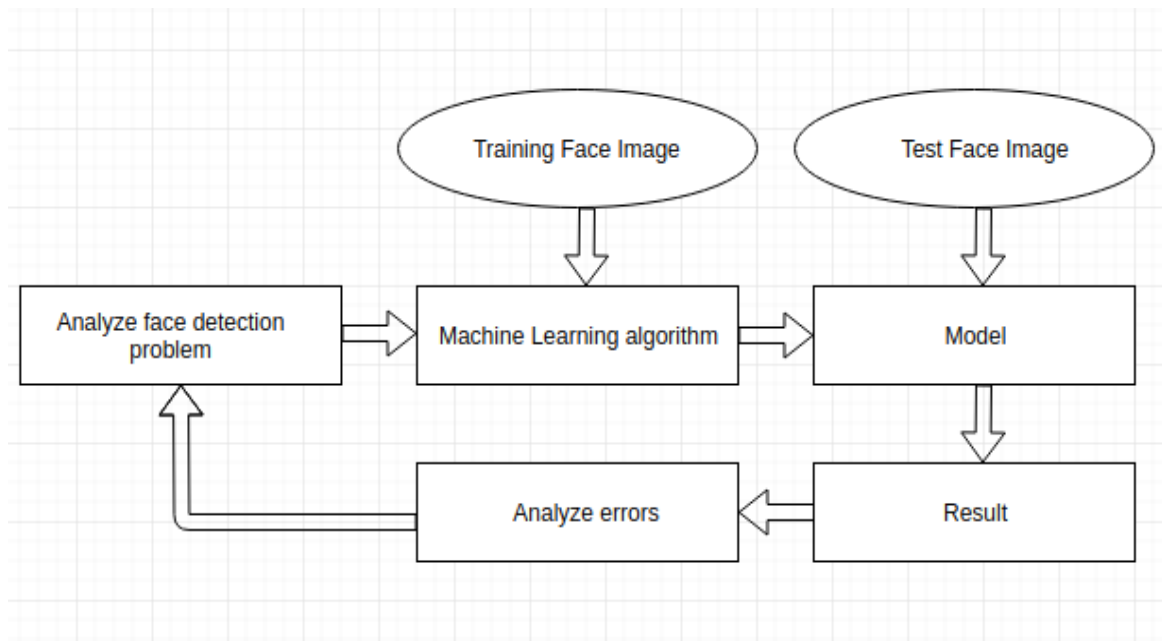 Training Face Image
Test Face Image
Analyze face detection
problem
Machine Learning algorithm
Model
Analyze errors
Result